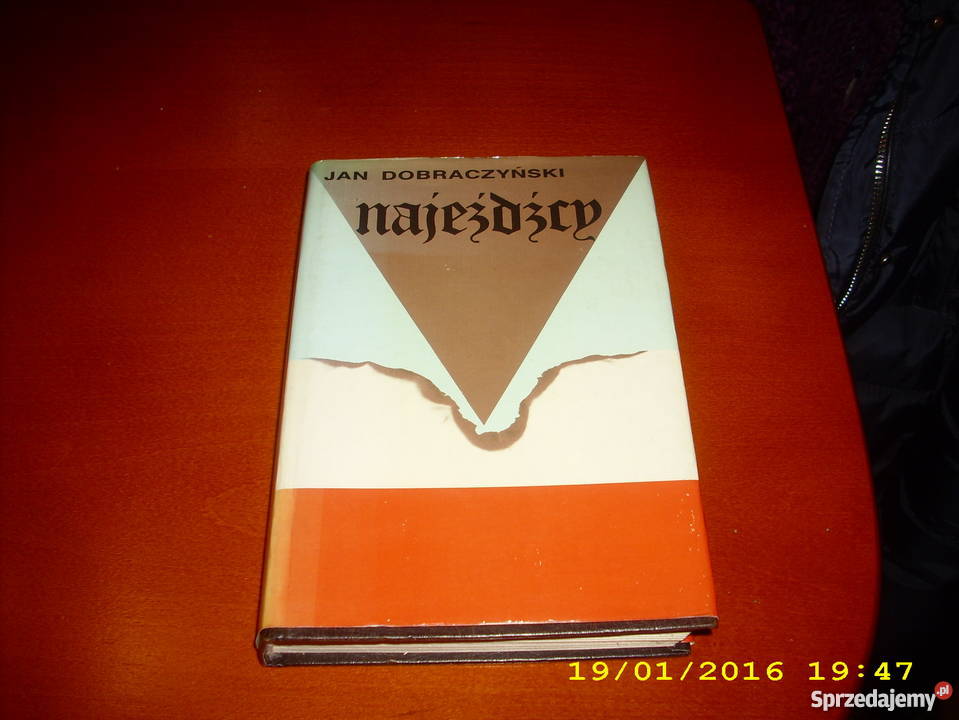 JAN DOBRACZYŃSKI
najeźdźcy
19/01/2016 19:47
Sprzedajemy.pl